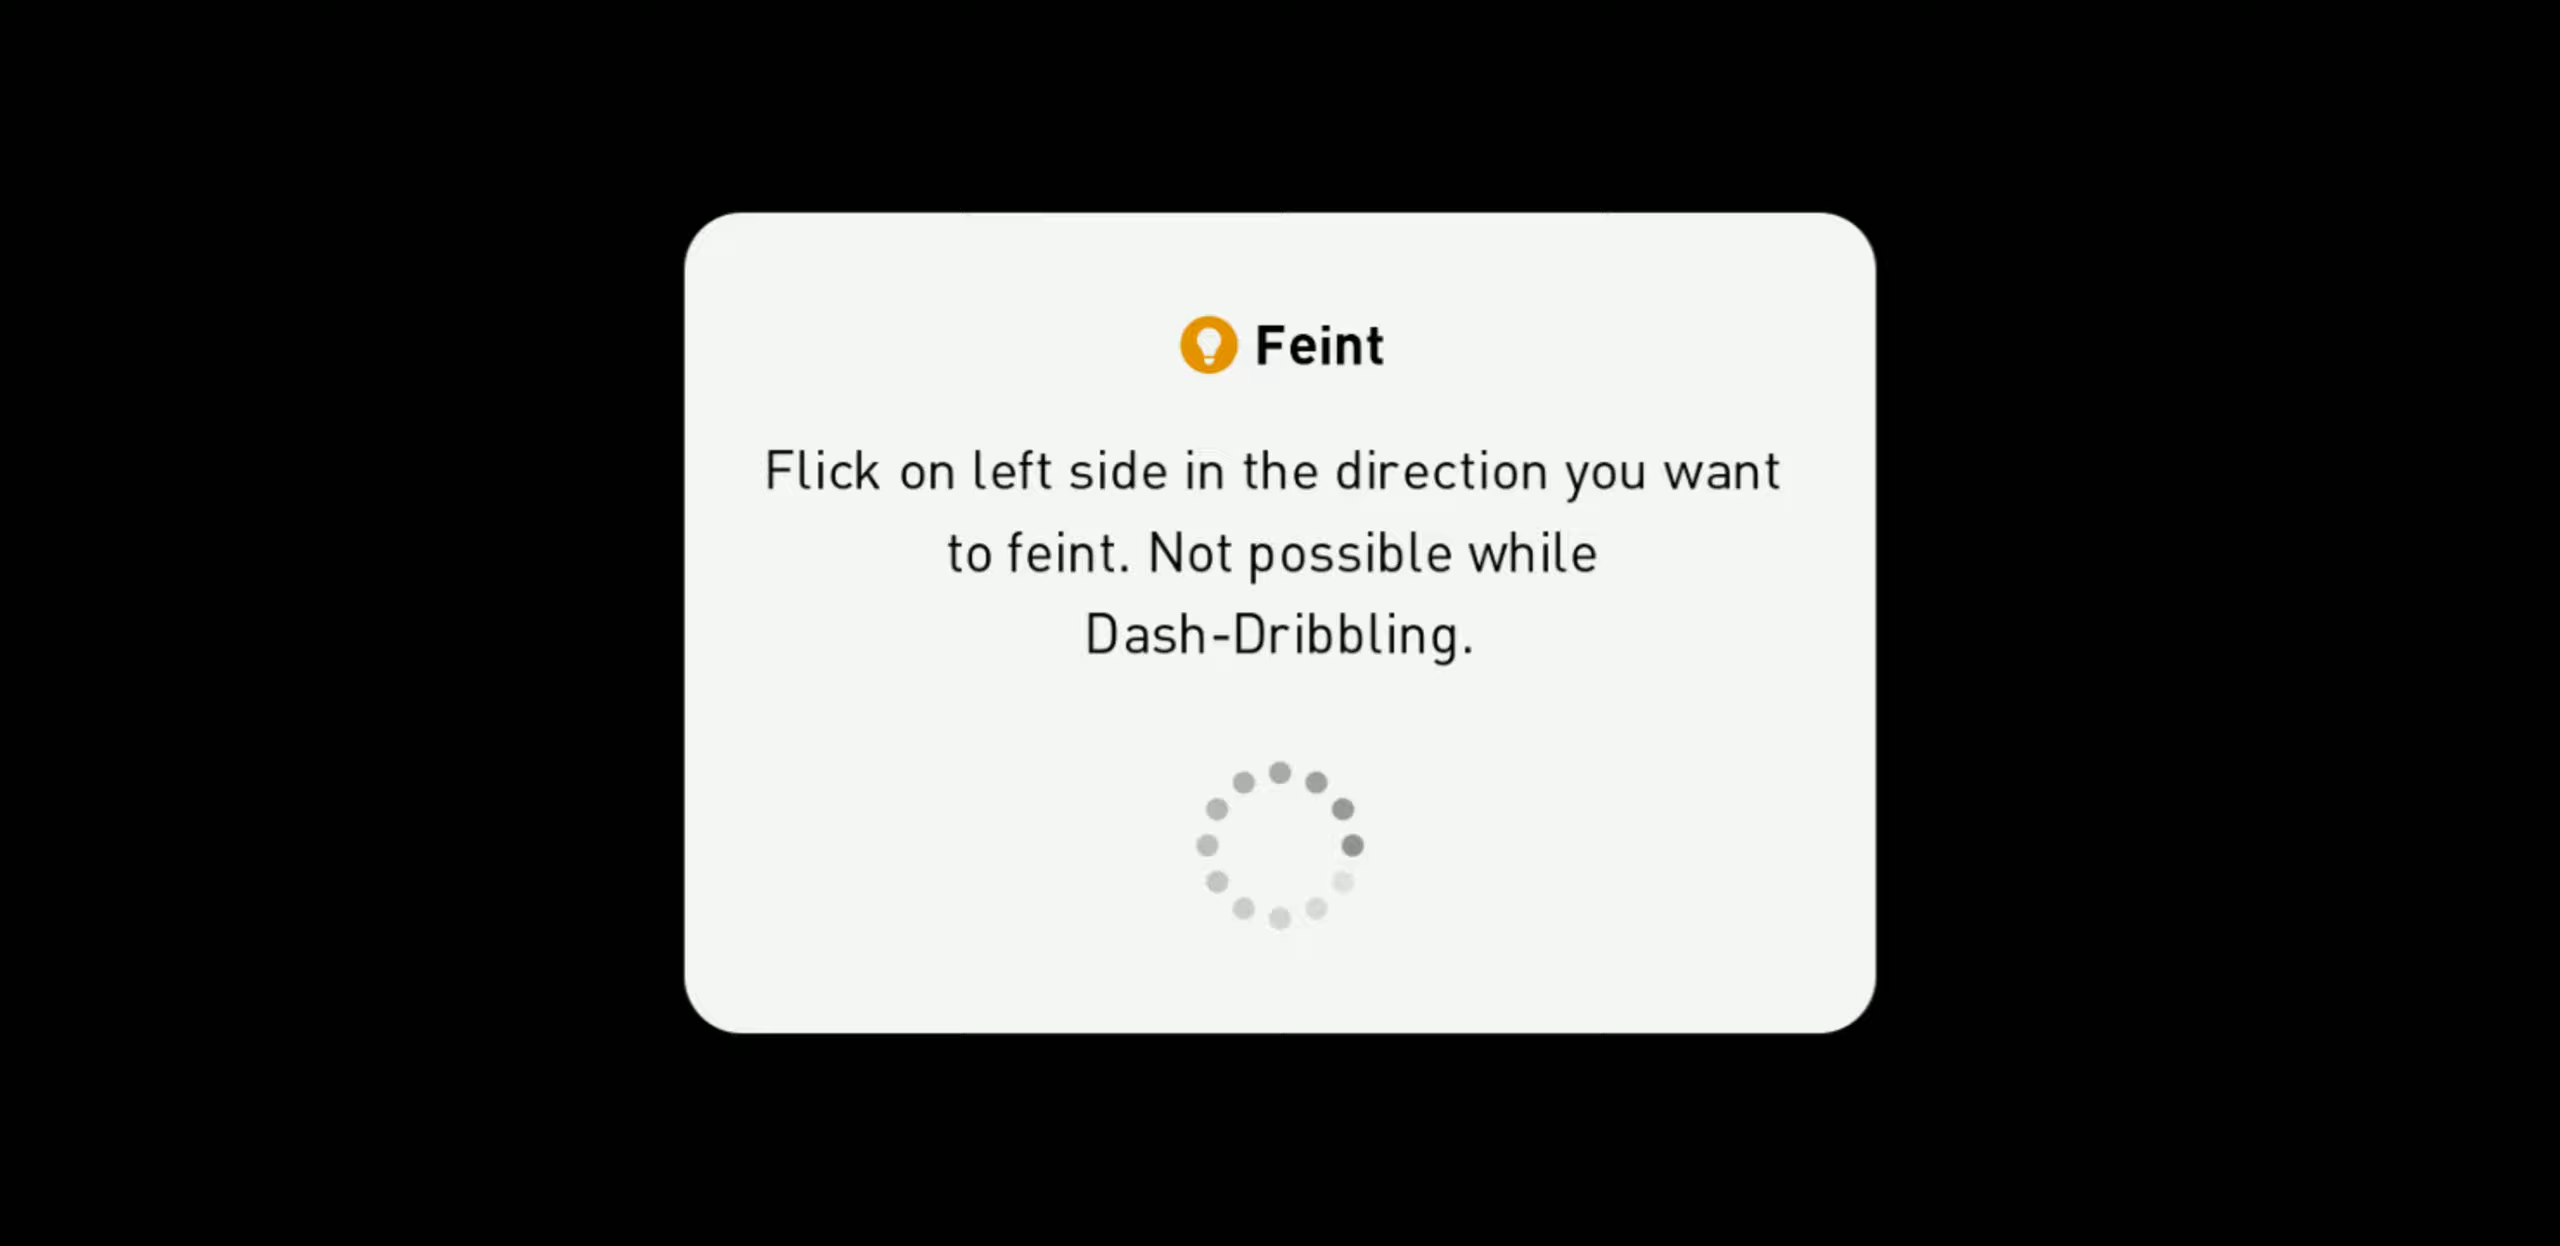 Feint
Flick on left side in the direction you want
to feint. Not possible while
Dash-Dribbling.